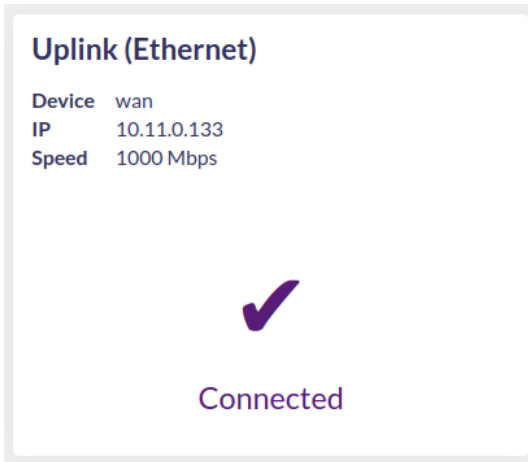 Uplink (Ethernet)
Device wan
IP 10.11.0.133
Speed 1000 Mbps
Connected